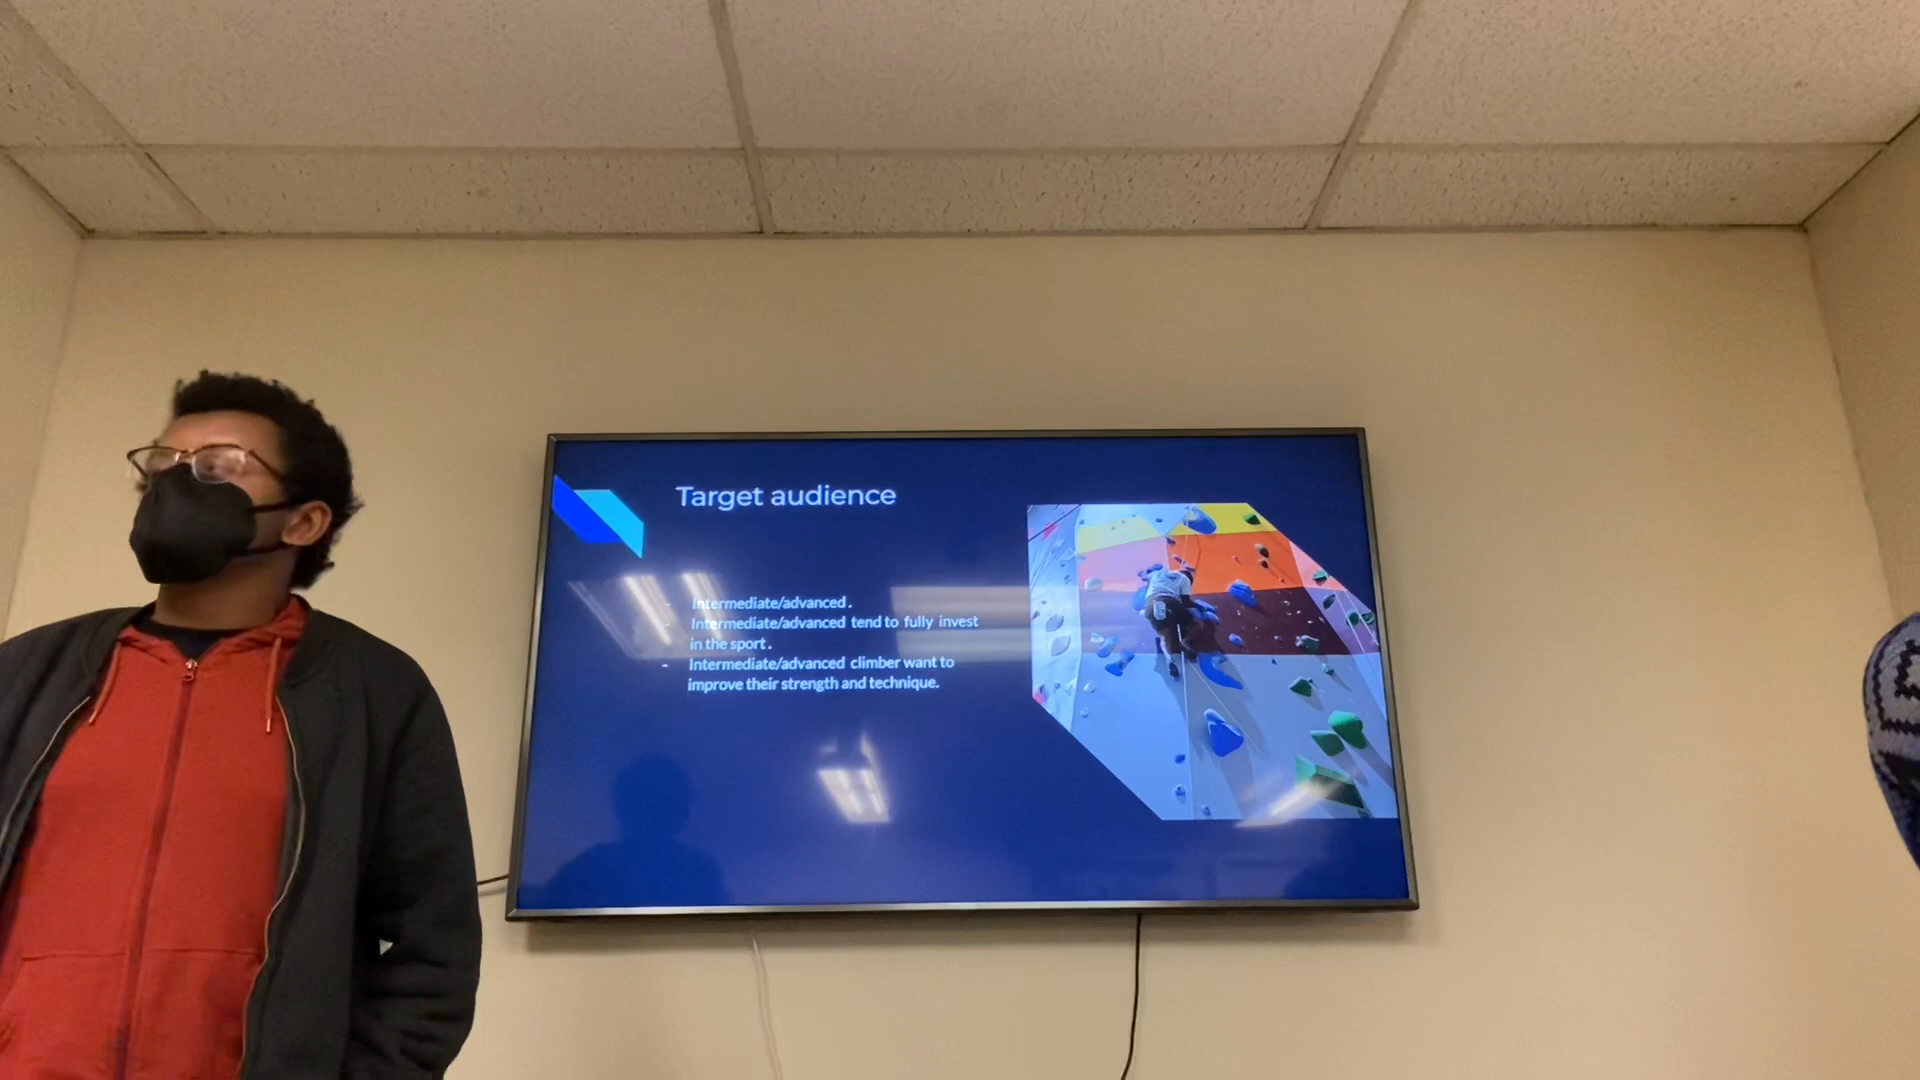 Target audience
- Intermediate/advanced.
- Intermediate/advanced tend to fully invest
in the sport.
- Intermediate/advanced climber want to
improve their strength and technique.